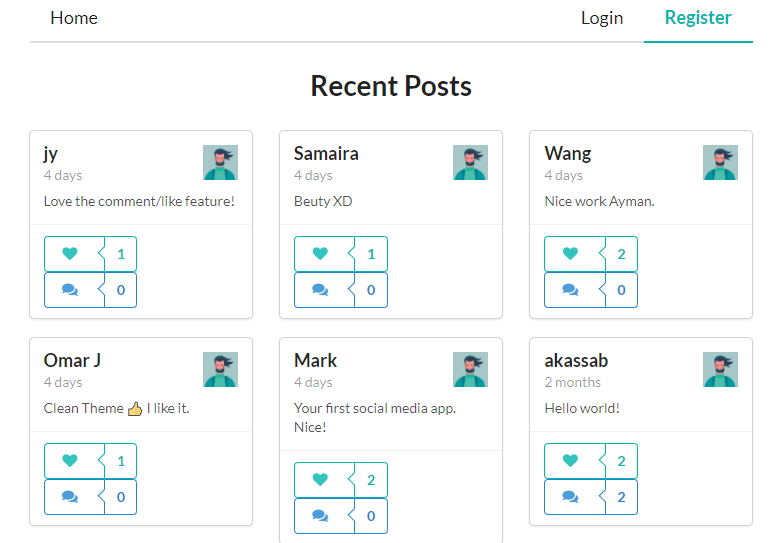 Home Login Register
Recent Posts
jy
4 days
Love the comment/like feature!
1
0
Samaira
4 days
Beuty XD
1
0
Wang
4 days
Nice work Ayman.
2
0
Omar J
4 days
Clean Theme 👍 I like it.
1
0
Mark
4 days
Your first social media app.
Nice!
2
0
akassab
2 months
Hello world!
2
2